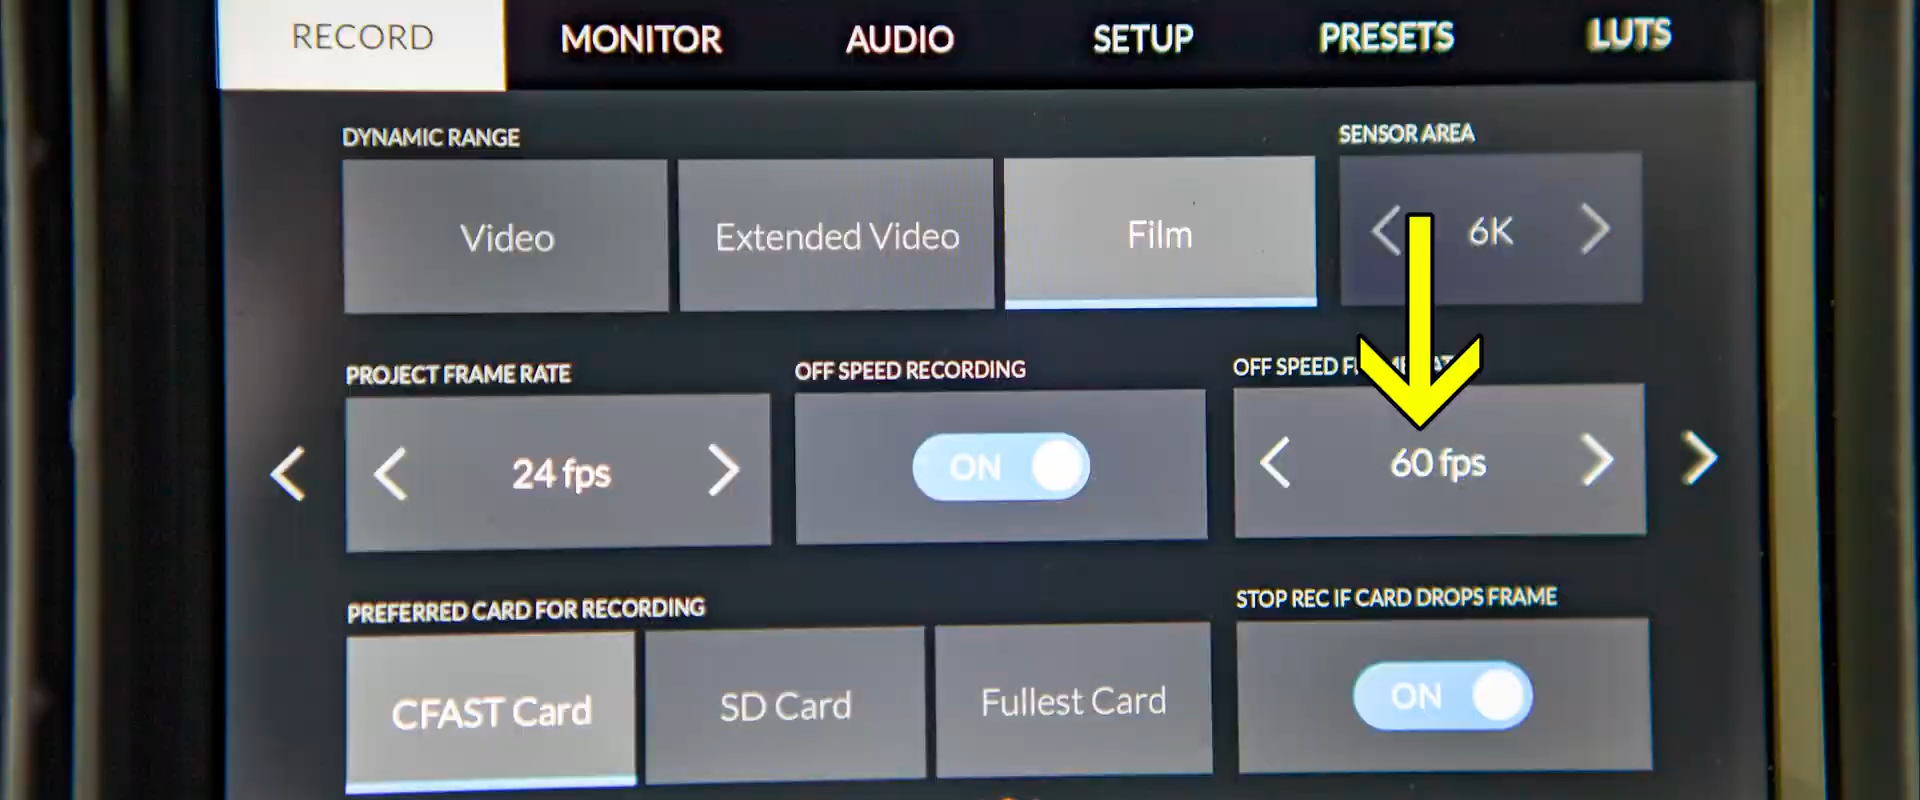 RECORD MONITOR AUDIO SETUP PRESETS LUTS
DYNAMIC RANGE SENSOR AREA
Video Extended Video Film 6K
PROJECT FRAME RATE OFF SPEED RECORDING OFF SPEED
24 fps ON 60 fps
PREFERRED CARD FOR RECORDING STOP REC IF CARD DROPS FRAME
CFAST Card SD Card Fullest Card ON